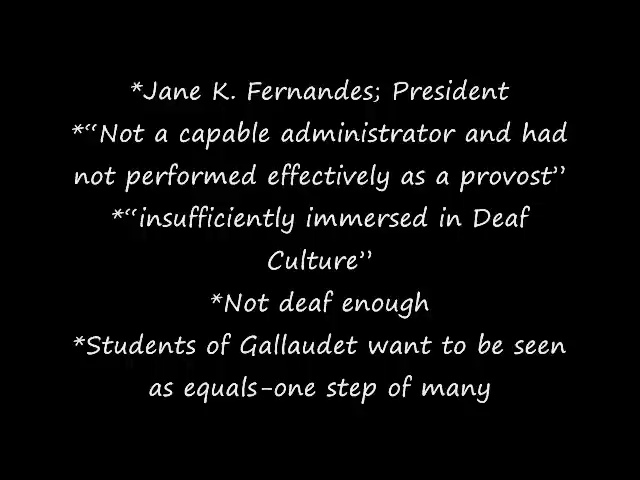 *Jane K. Fernandes; President
*“Not a capable administrator and had
not performed effectively as a provost”
*“insufficiently immersed in Deaf
Culture”
*Not deaf enough
*Students of Gallaudet want to be seen
as equals-one step of many